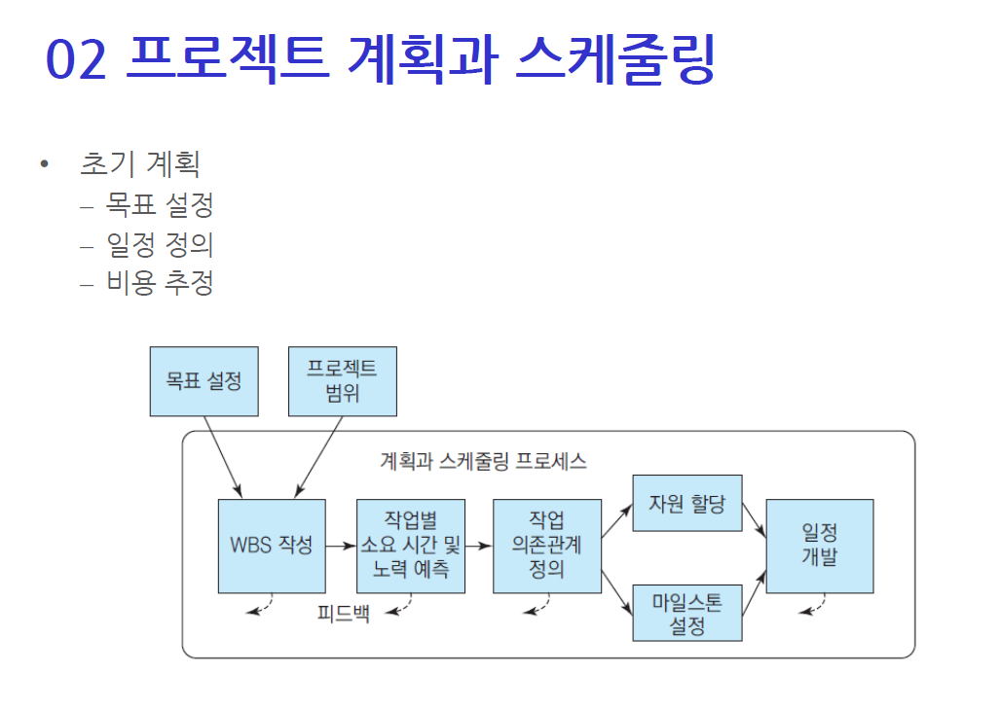 02 프로젝트 계획과 스케줄링
• 초기 계획
– 목표 설정
– 일정 정의
– 비용 추정
목표 설정
프로젝트
범위
계획과 스케줄링 프로세스
WBS 작성
작업별
소요 시간 및
노력 예측
작업
의존관계
정의
자원 할당
마일스톤
설정
일정
개발
피드백